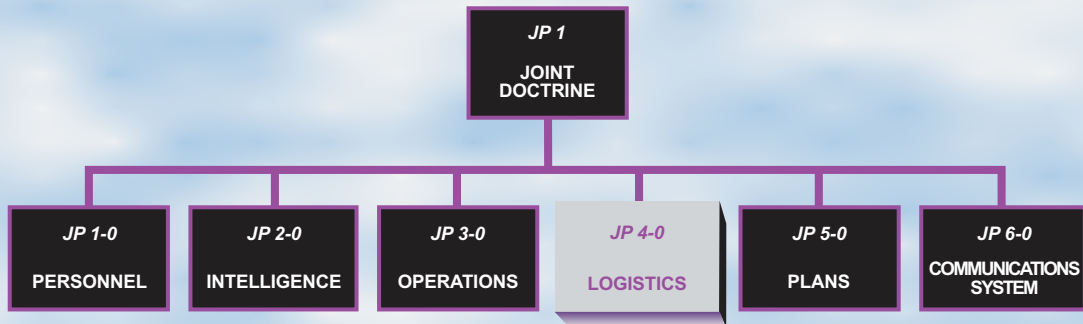 JP 1
JOINT
DOCTRINE
JP 1-0
PERSONNEL
JP 2-0
INTELLIGENCE
JP 3-0
OPERATIONS
JP 4-0
LOGISTICS
JP 5-0
PLANS
JP 6-0
COMMUNICATIONS
SYSTEM